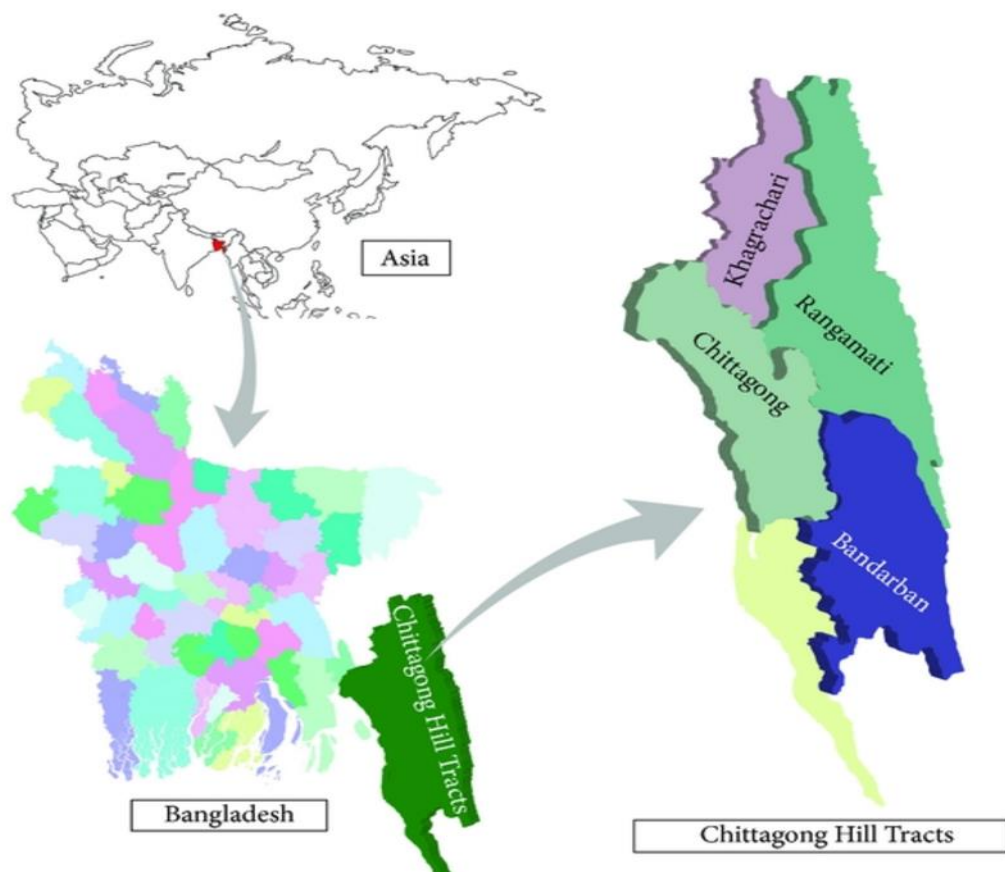 Asia
Khagrachari
Rangamati
Chittagong
Bandarban
Chittagong Hill Tracts
Bangladesh
Chittagong Hill Tracts